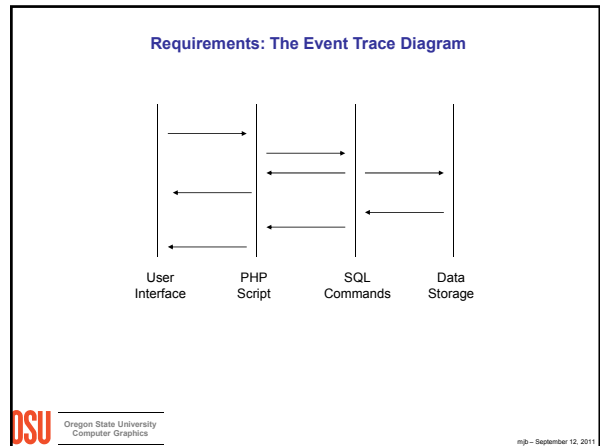 Requirements: The Event Trace Diagram
User
Interface
PHP
Script
SQL
Commands
Data
Storage
OSU
Oregon State University
Computer Graphics
mjb – September 12, 2011